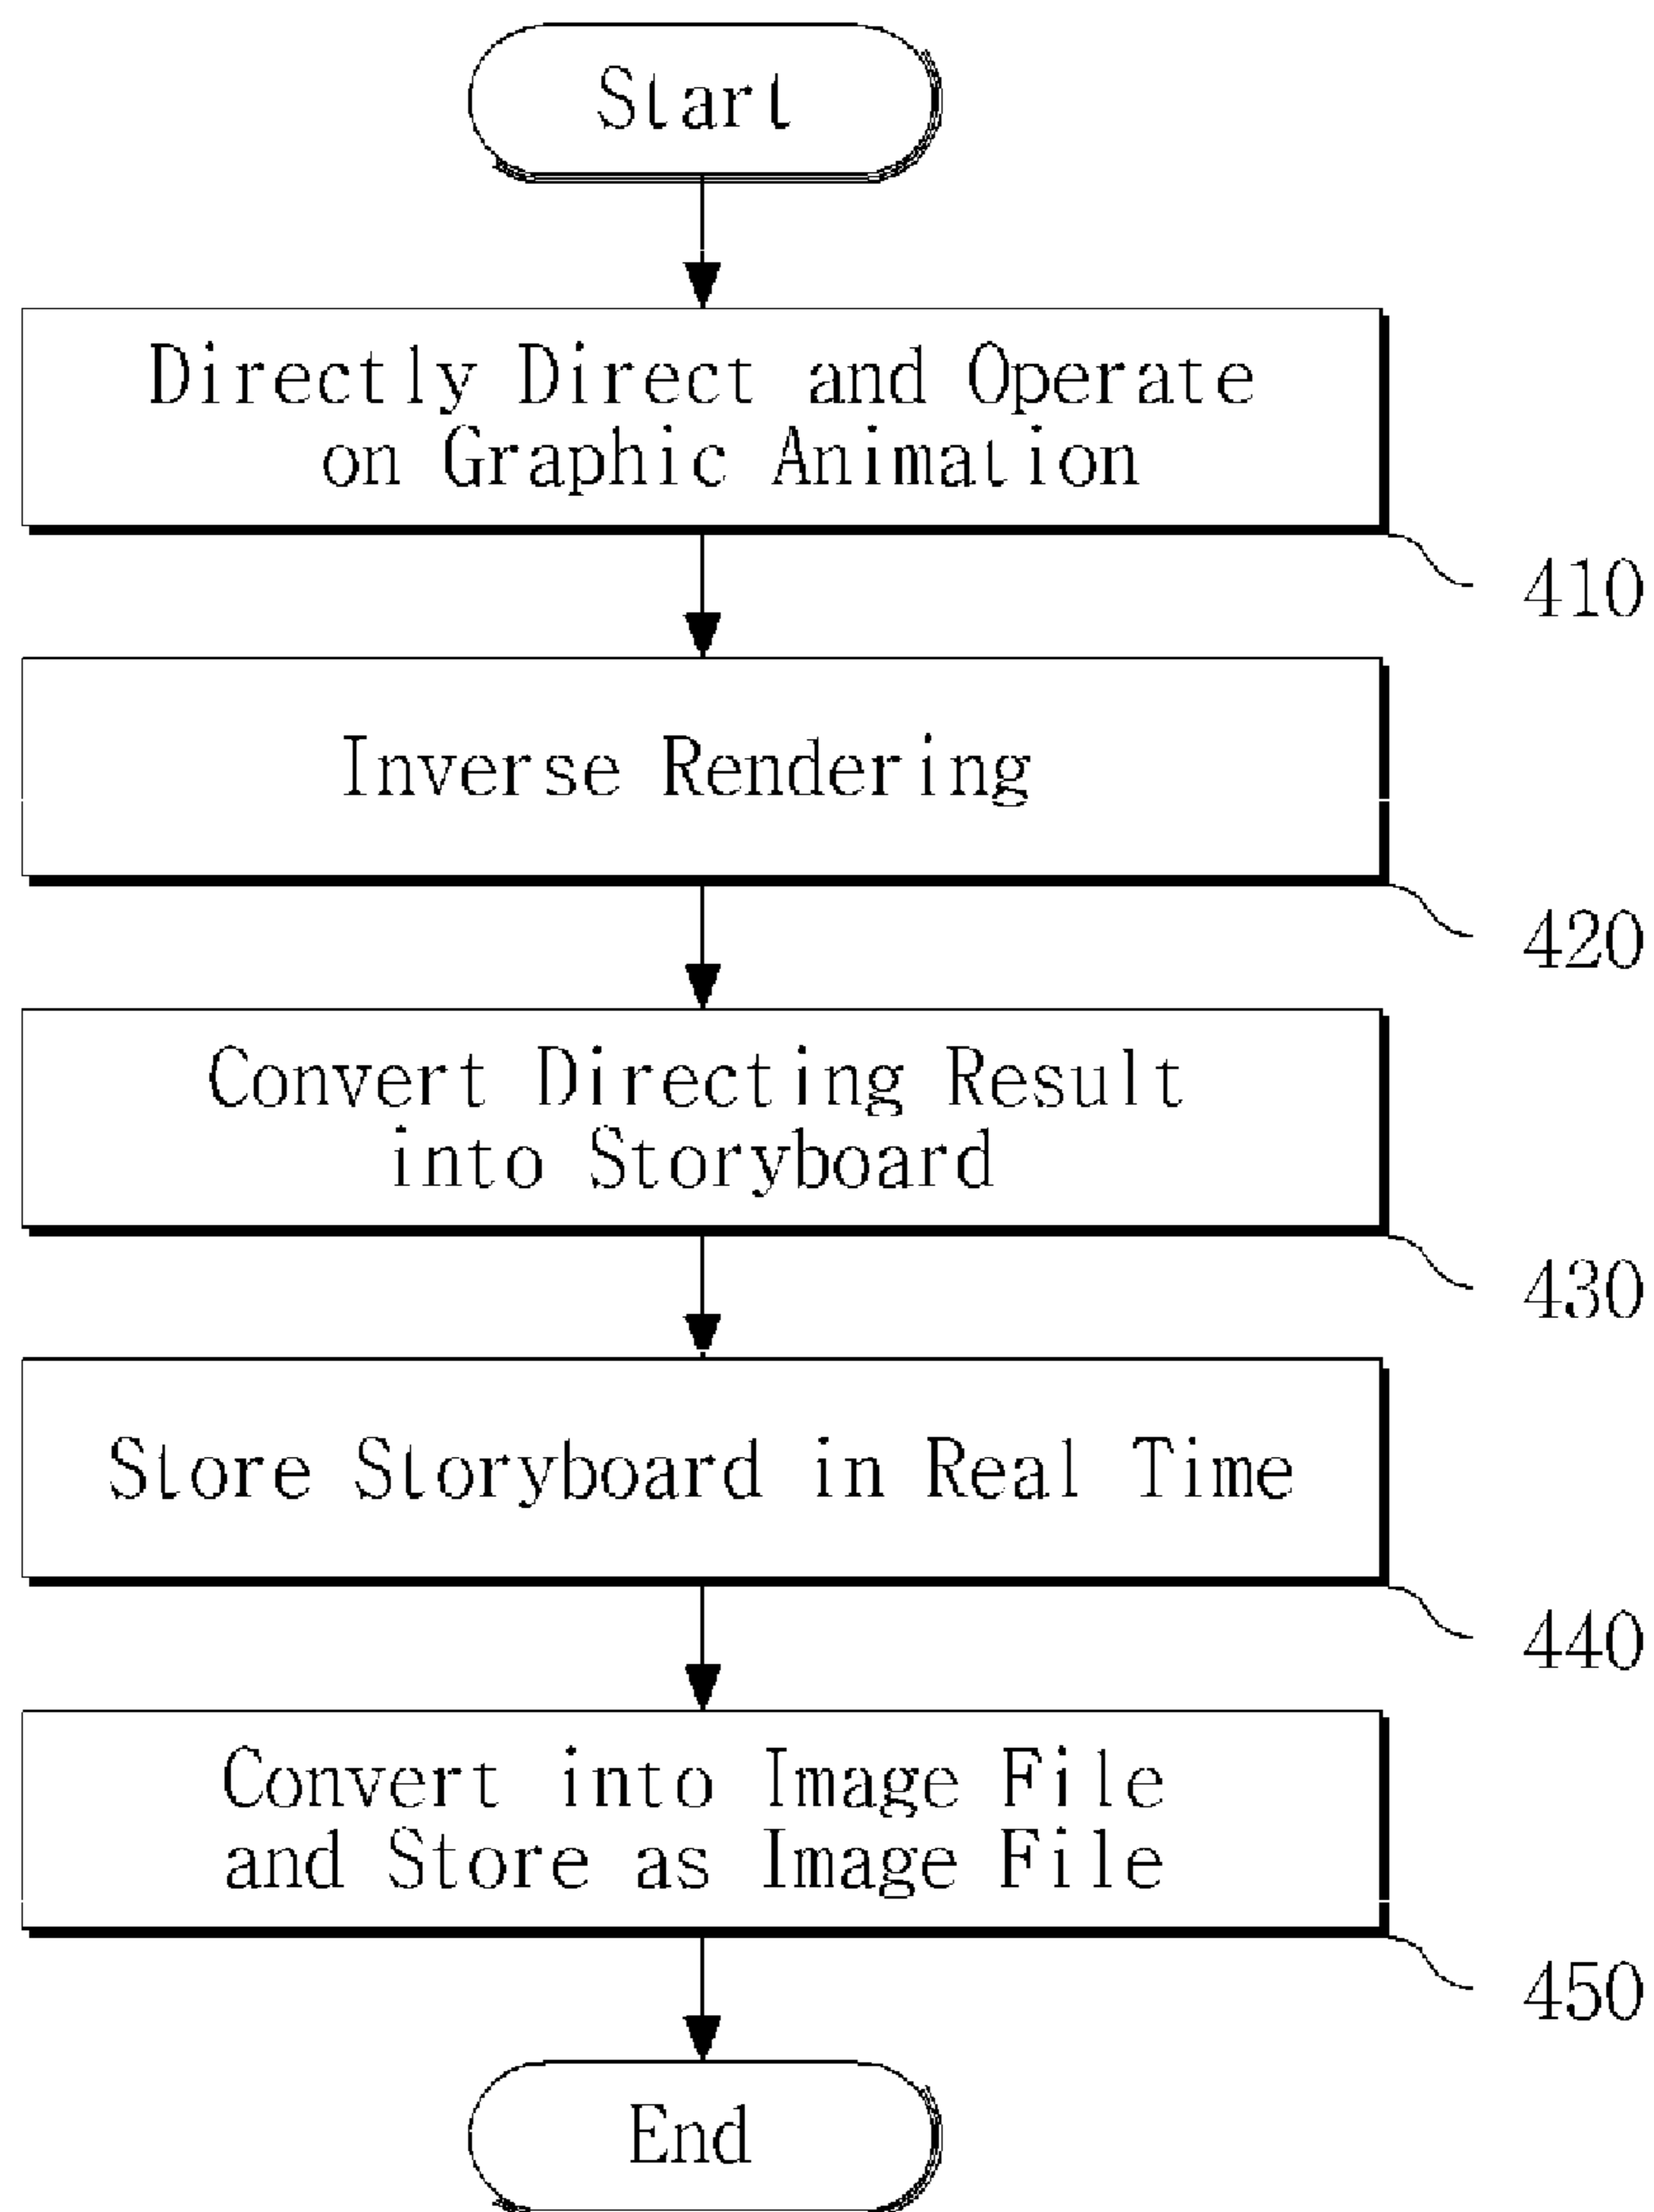 Start
Directly Direct and Operate
on Graphic Animation
410
Inverse Rendering
420
Convert Directing Result
into Storyboard
430
Store Storyboard in Real Time
440
Convert into Image File
and Store as Image File
450
End